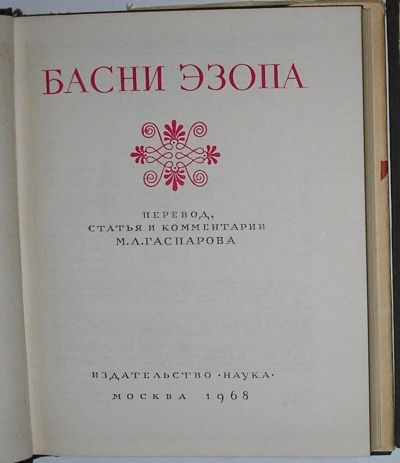 БАСНИ ЭЗОПА
ПЕРЕВОД,
СТАТЬЯ И КОММЕНТАРИИ
М.Л.ГАСПАРОВА
ИЗДАТЕЛЬСТВО ·НАУКА·
МОСКВА 1968